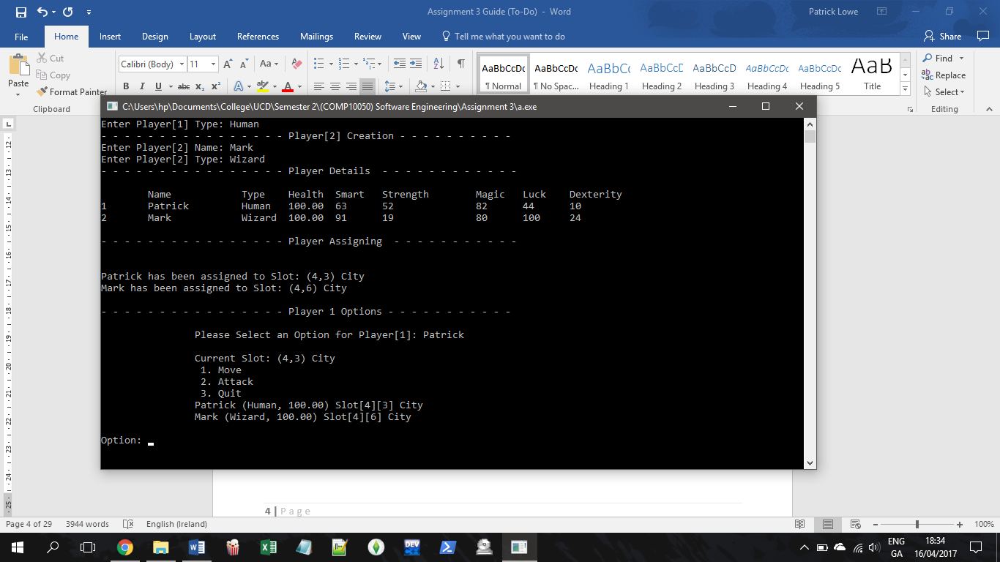 Assignment 3 Guide (To-Do) - Word
Patrick Lowe
File Home Insert Design Layout References Mailings Review View Tell me what you want to do Share
Paste
Cut
Copy
Format Painter
Clipboard
Calibri (Body) 11
AaBbCcDc AaBbCcDc AaBbCc AaBbCcD AaBbCcD AaBbCcDc AaBbCcDc AaB
¶ Normal ¶ No Spac... Heading 1 Heading 2 Heading 3 Heading 4 Heading 5 Title
Find
Replace
Select
Editing
C:\Users\hp\Documents\College\UCD\Semester 2\(COMP10050) Software Engineering\Assignment 3\a.exe
Enter Player[1] Type: Human
- - - - - - - - - - - - - - - - Player[2] Creation - - - - - - - - - -
Enter Player[2] Name: Mark
Enter Player[2] Type: Wizard
- - - - - - - - - - - - - - - - Player Details - - - - - - - - - - - -
Name Type Health Smart Strength Magic Luck Dexterity
1 Patrick Human 100.00 63 52 82 44 10
2 Mark Wizard 100.00 91 19 80 100 24
- - - - - - - - - - - - - - - - Player Assigning - - - - - - - - - - -
Patrick has been assigned to Slot: (4,3) City
Mark has been assigned to Slot: (4,6) City
- - - - - - - - - - - - - - - - Player 1 Options - - - - - - - - - - -
Please Select an Option for Player[1]: Patrick
Current Slot: (4,3) City
1. Move
2. Attack
3. Quit
Patrick (Human, 100.00) Slot[4][3] City
Mark (Wizard, 100.00) Slot[4][6] City
Option:
4 | Page
Page 4 of 29 3944 words English (Ireland) 100%
DEV
ENG
GA
18:34
16/04/2017